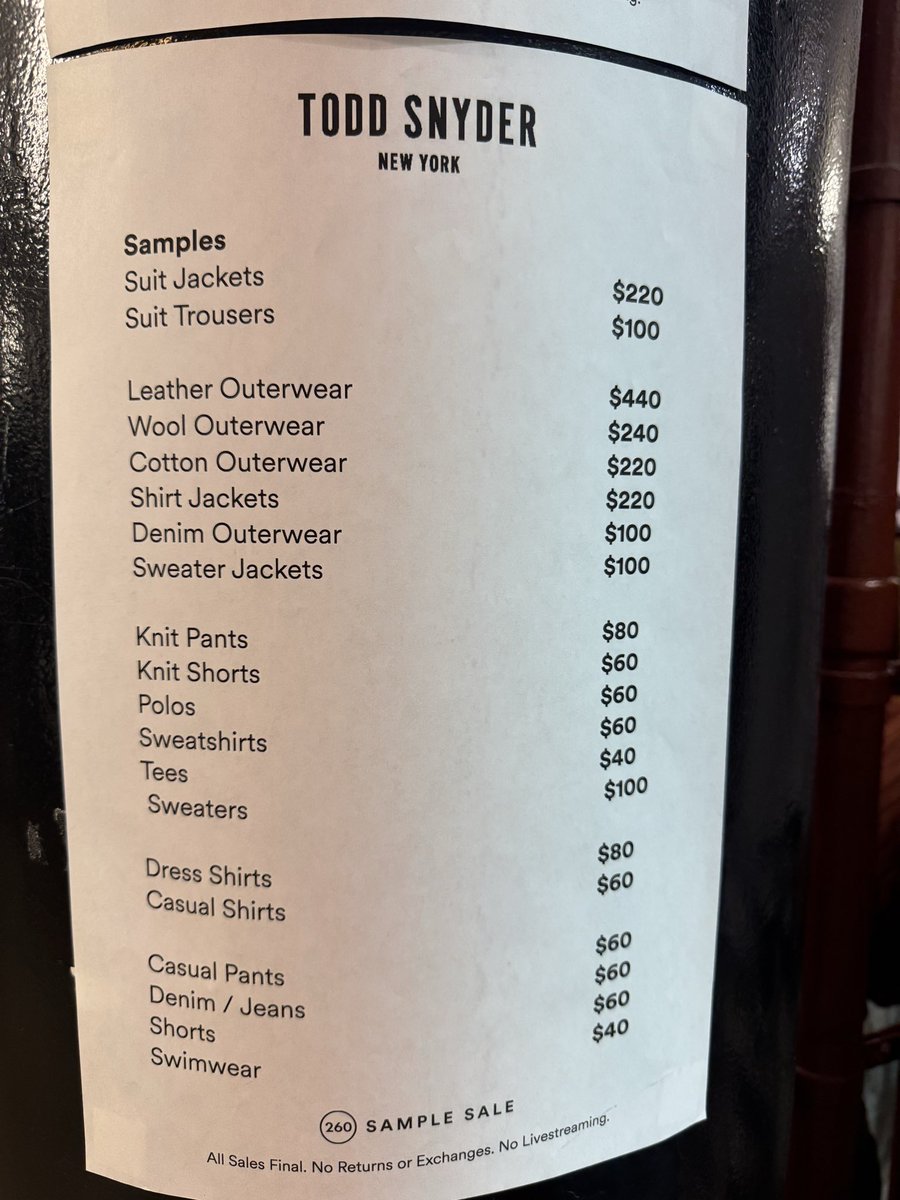 TODD SNYDER
NEW YORK
Samples
Suit Jackets $220
Suit Trousers $100
Leather Outerwear $440
Wool Outerwear $240
Cotton Outerwear $220
Shirt Jackets $220
Denim Outerwear $100
Sweater Jackets $100
Knit Pants $80
Knit Shorts $60
Polos $60
Sweatshirts $60
Tees $40
Sweaters $100
Dress Shirts $80
Casual Shirts $60
Casual Pants $60
Denim / Jeans $60
Shorts $60
Swimwear $40
260 SAMPLE SALE
All Sales Final. No Returns or Exchanges. No Livestreaming.